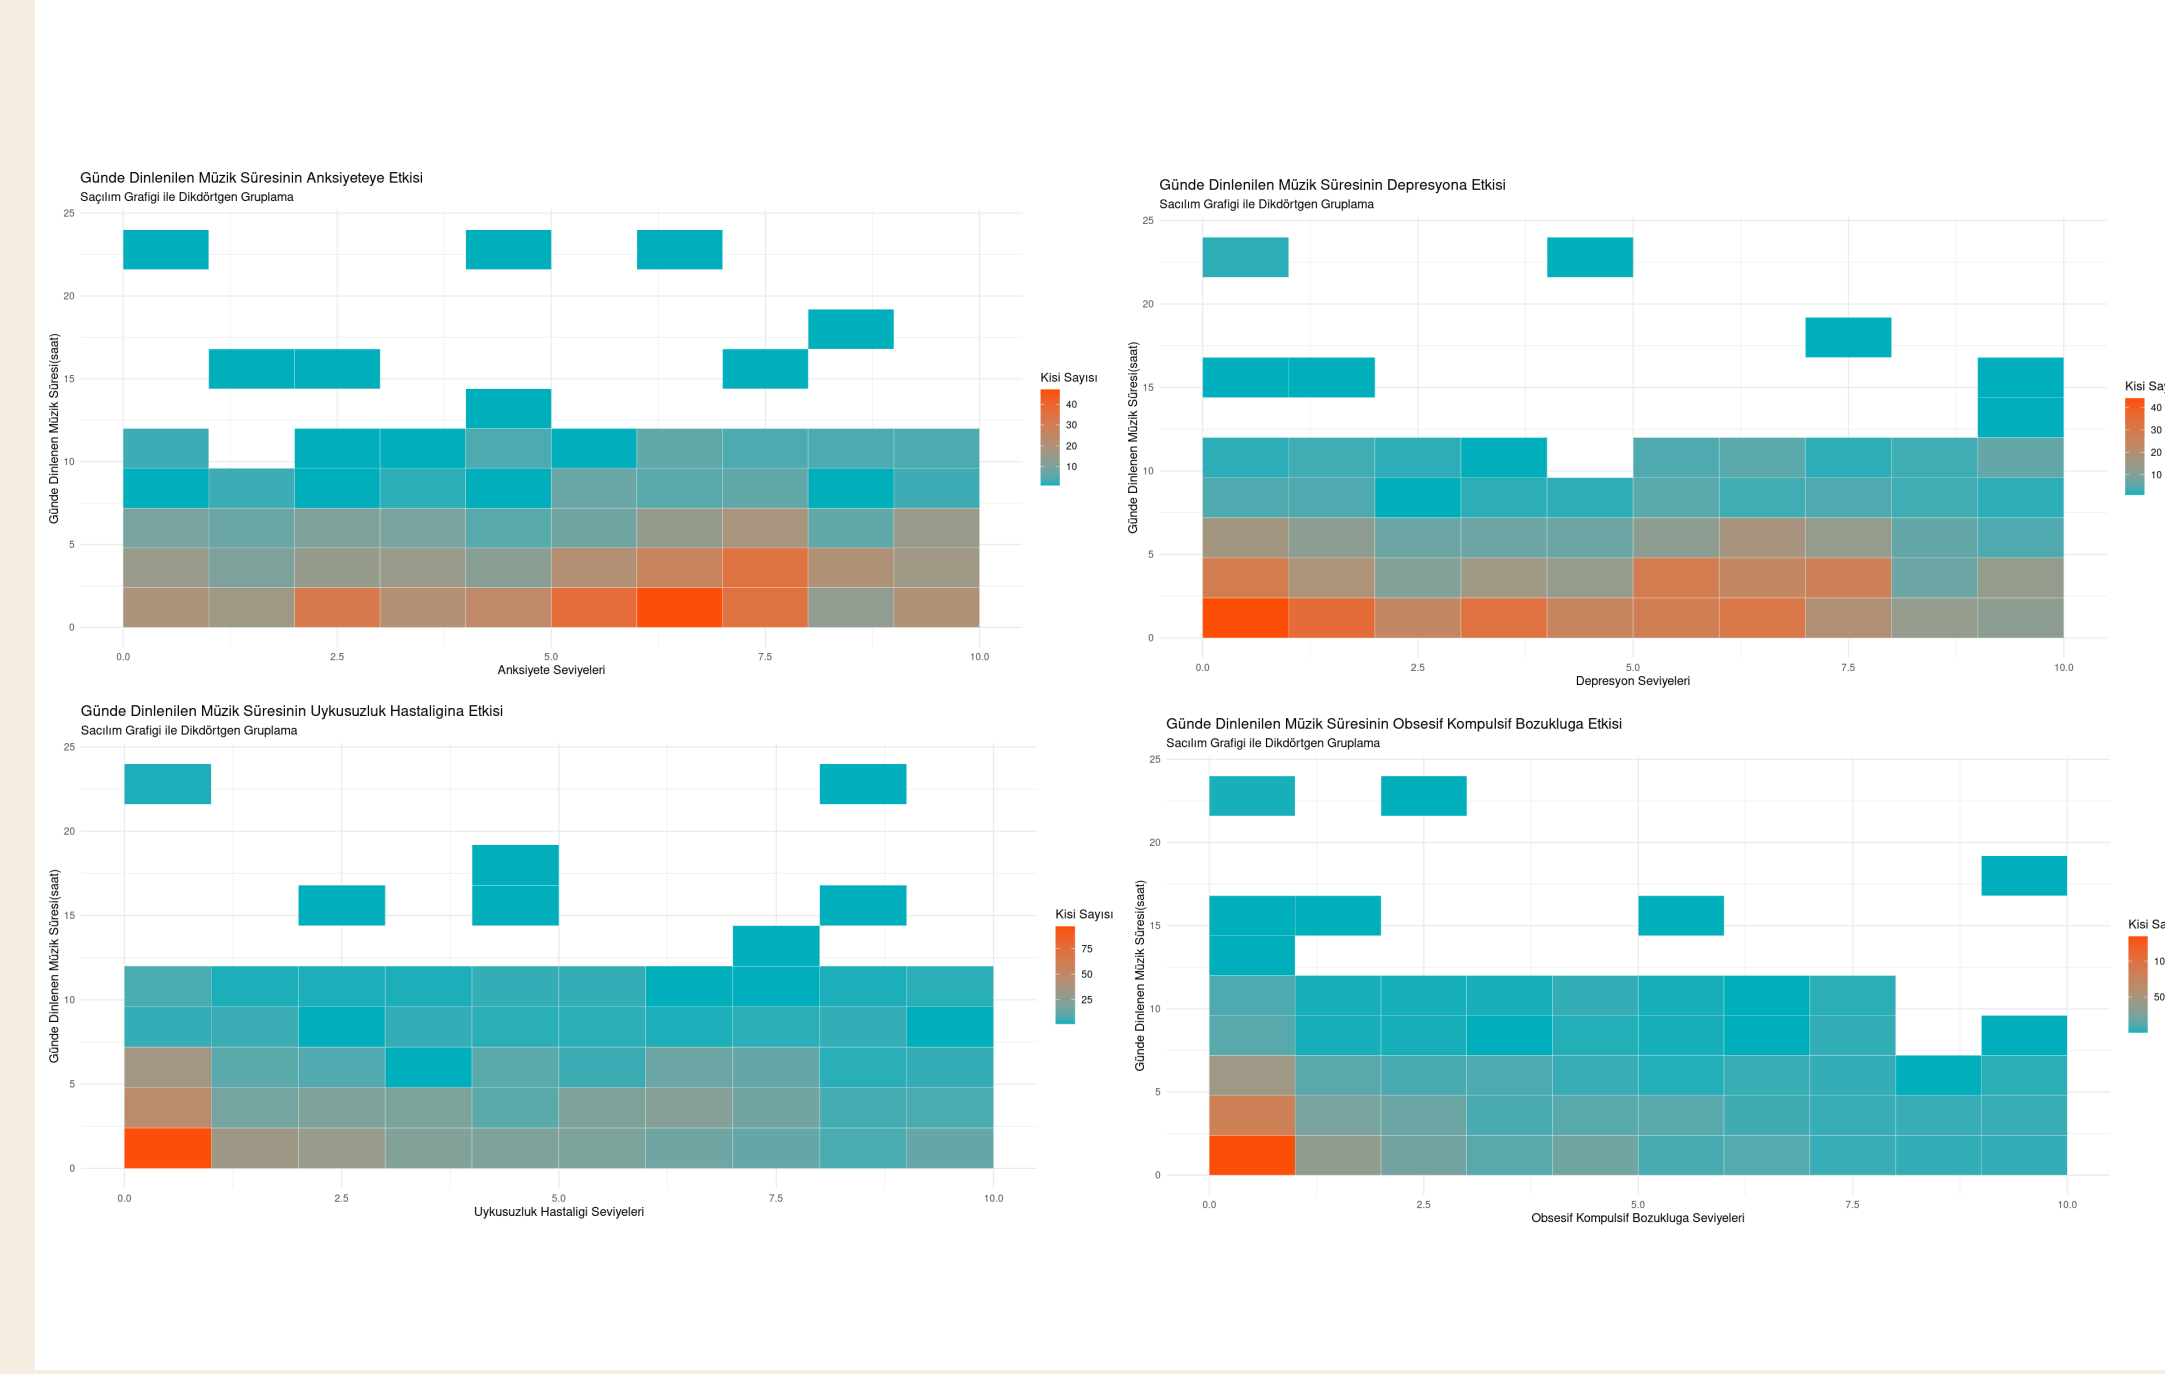 Günde Dinlenilen Müzik Süresinin Anksiyeteye Etkisi
Saçılım Grafigi ile Dikdörtgen Gruplama
Günde Dinlenen Müzik Süresi(saat)
25
20
15
10
5
0
0.0 2.5 5.0 7.5 10.0
Anksiyete Seviyeleri
Kisi Sayısı
40
30
20
10
Günde Dinlenilen Müzik Süresinin Depresyona Etkisi
Sacılım Grafigi ile Dikdörtgen Gruplama
Günde Dinlenen Müzik Süresi(saat)
25
20
15
10
5
0
0.0 2.5 5.0 7.5 10.0
Depresyon Seviyeleri
Kisi Say
40
30
20
10
Günde Dinlenilen Müzik Süresinin Uykusuzluk Hastaligina Etkisi
Sacılım Grafigi ile Dikdörtgen Gruplama
Günde Dinlenen Müzik Süresi(saat)
25
20
15
10
5
0
0.0 2.5 5.0 7.5 10.0
Uykusuzluk Hastaligi Seviyeleri
Kisi Sayısı
75
50
25
Günde Dinlenilen Müzik Süresinin Obsesif Kompulsif Bozukluga Etkisi
Sacılım Grafigi ile Dikdörtgen Gruplama
Günde Dinlenen Müzik Süresi(saat)
25
20
15
10
5
0
0.0 2.5 5.0 7.5 10.0
Obsesif Kompulsif Bozukluga Seviyeleri
Kisi Sa
10
50